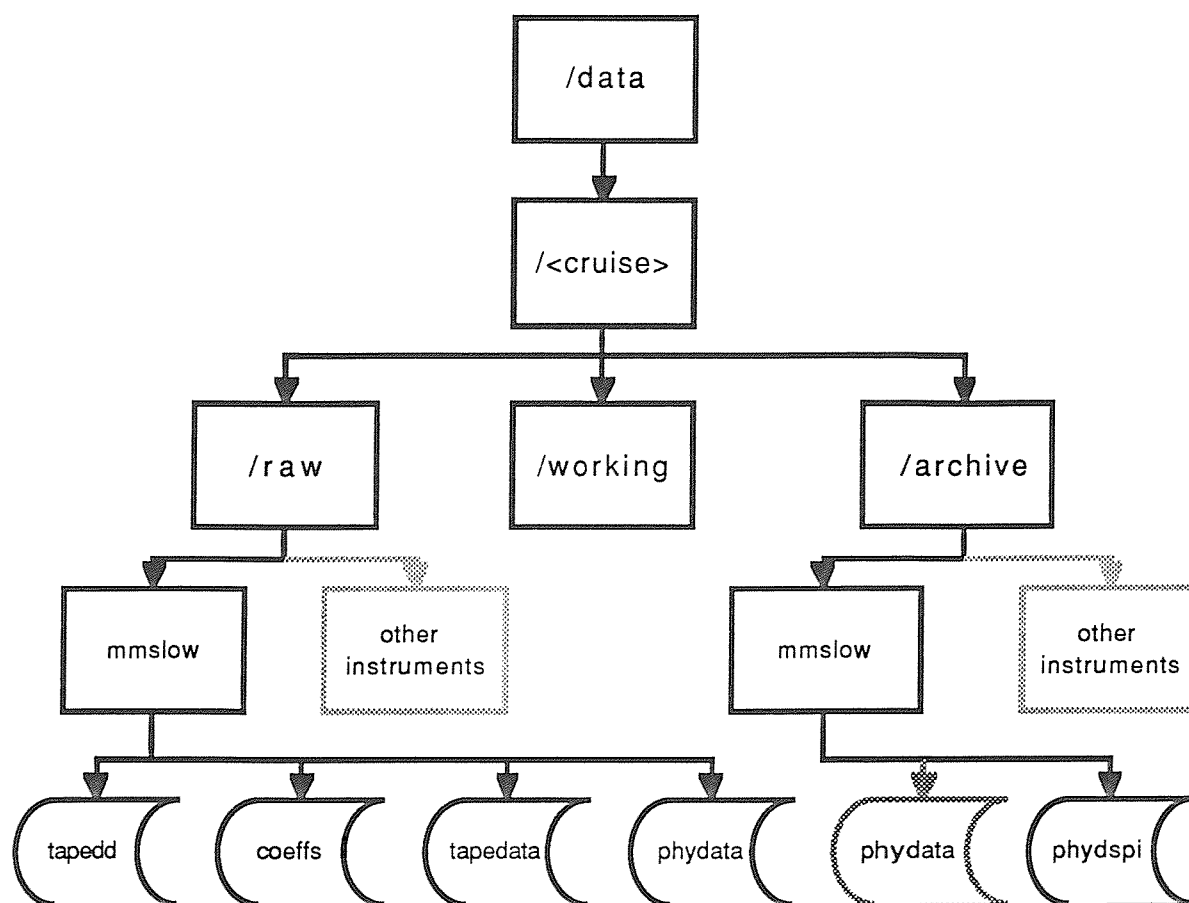 /data
/<cruise>
/raw
/working
/archive
mmslow
other
instruments
mmslow
other
instruments
tapedd
coeffs
tapedata
phydata
phydata
phydspi